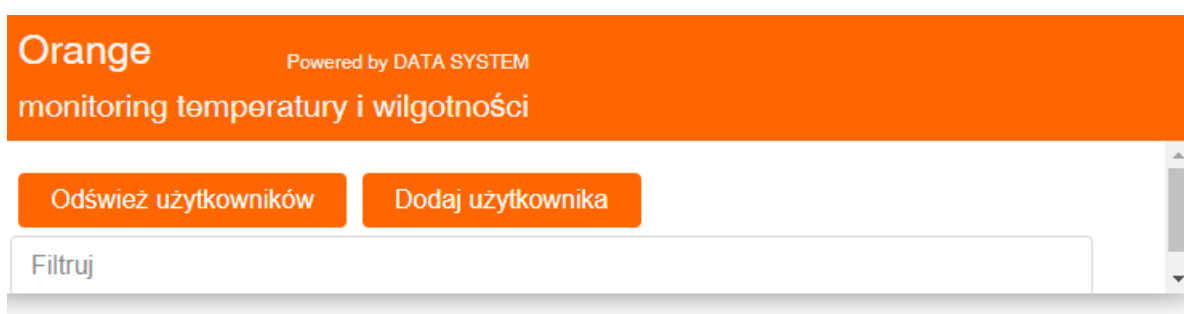 Orange
Powered by DATA SYSTEM
monitoring temperatury i wilgotności
Odśwież użytkowników
Dodaj użytkownika
Filtruj